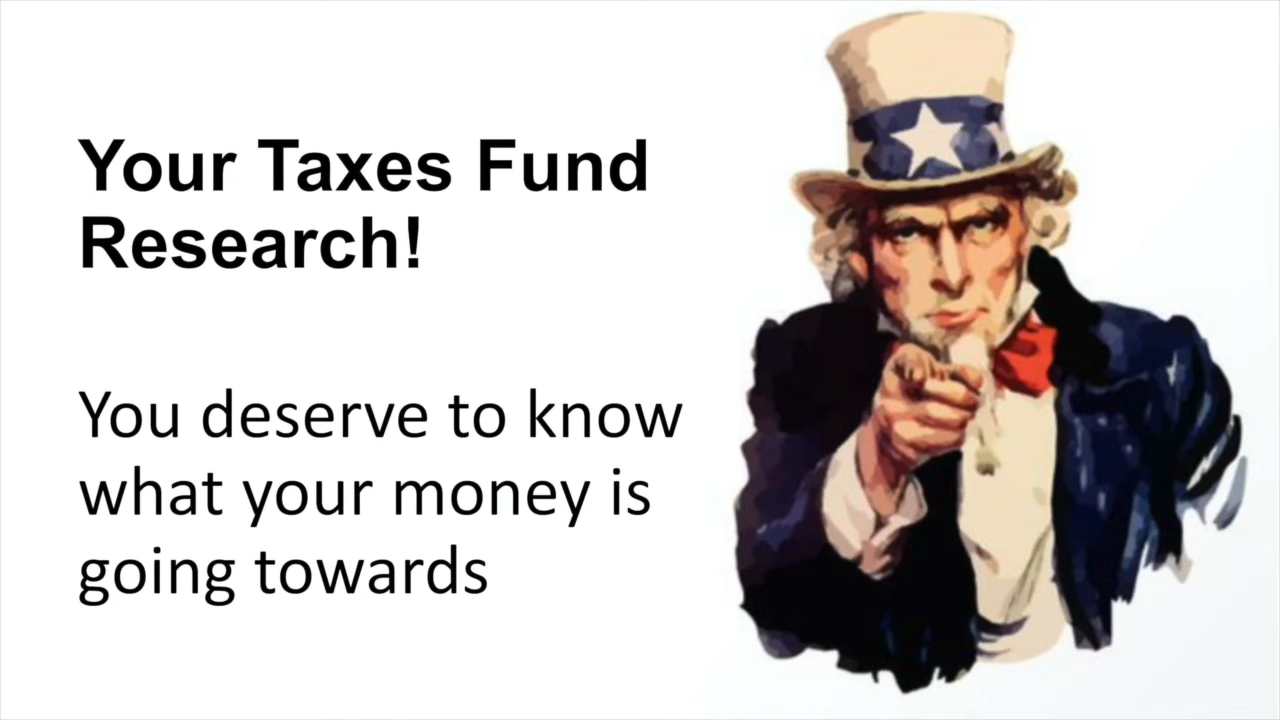 Your Taxes Fund
Research!
You deserve to know
what your money is
going towards